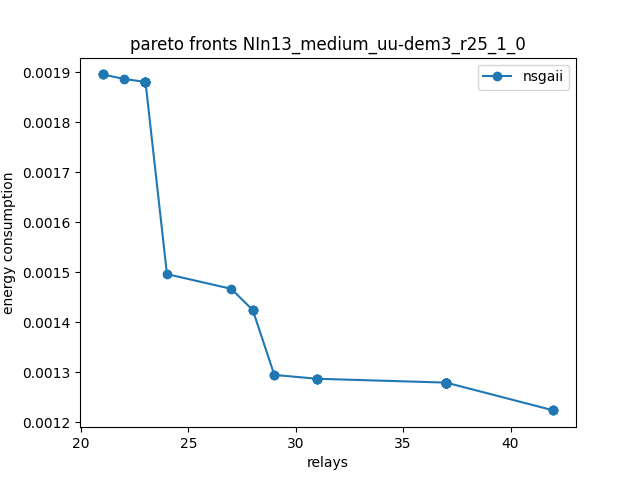 pareto fronts NIn13_medium_uu-dem3_r25_1_0
nsgaii
0.0019
0.0018
0.0017
0.0016
0.0015
0.0014
0.0013
0.0012
energy consumption
20 25 30 35 40
relays